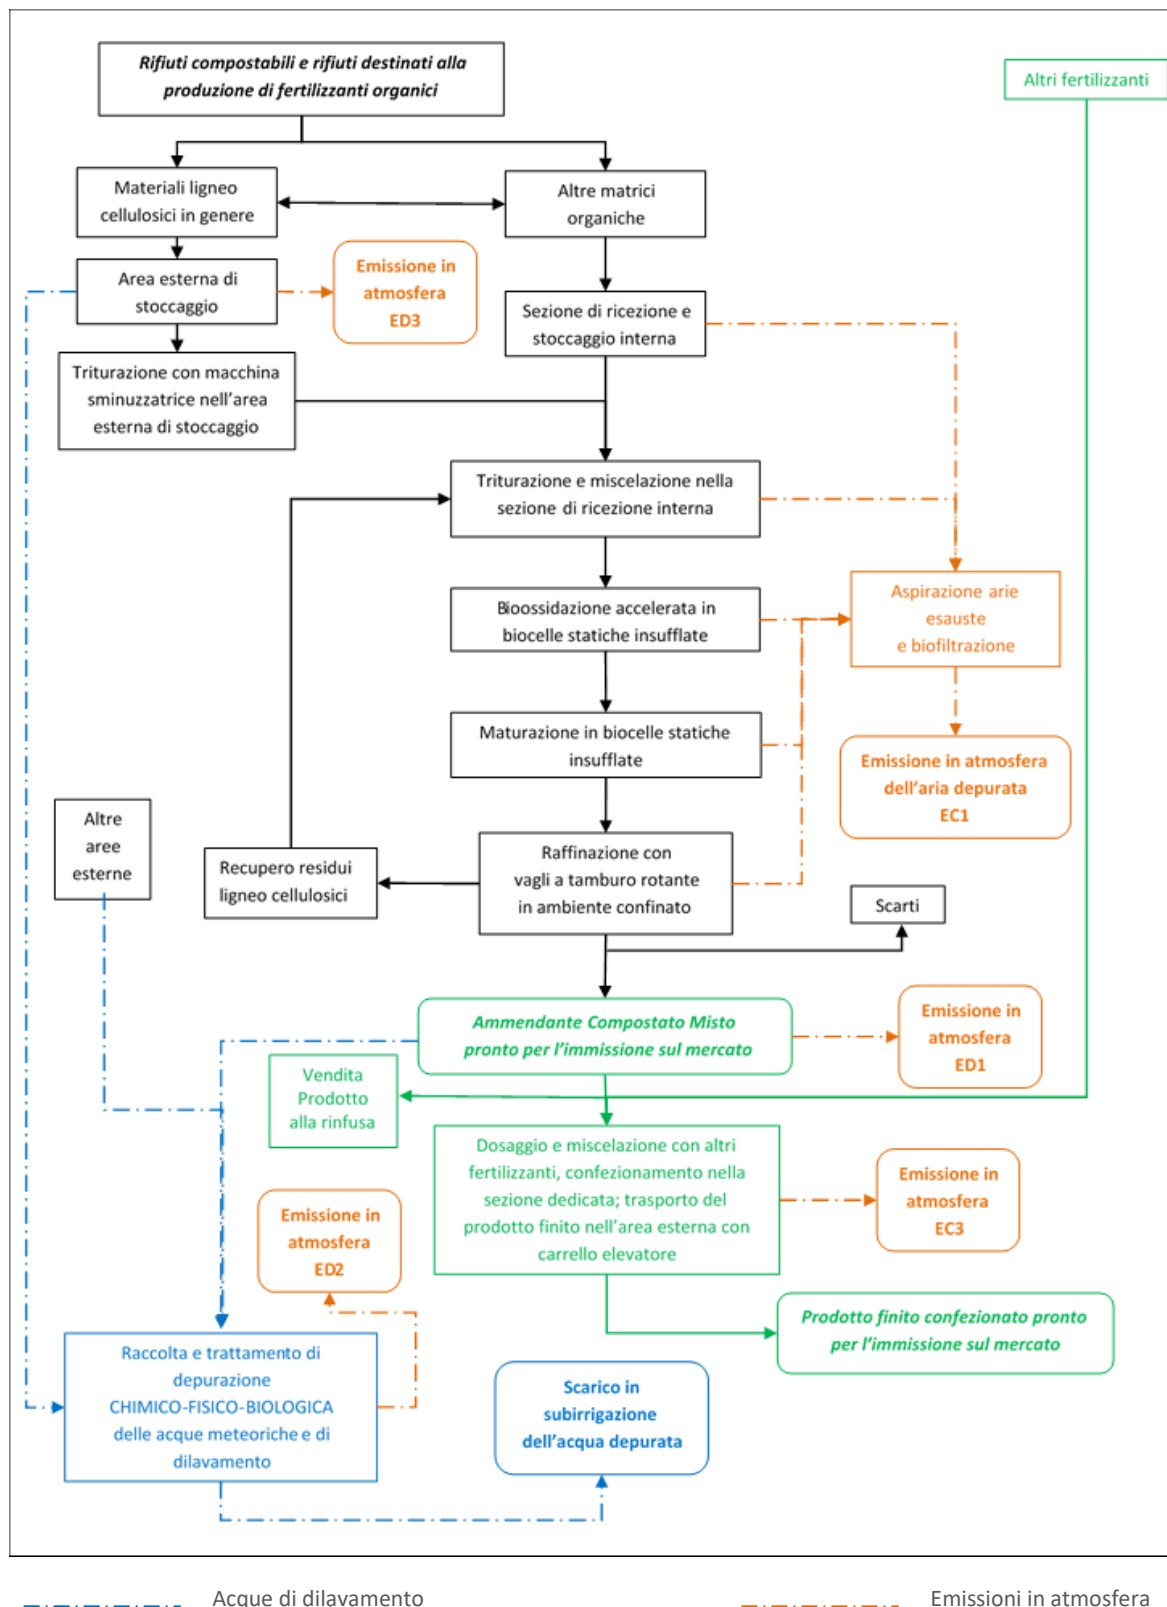 Rifiuti compostabili e rifiuti destinati alla
produzione di fertilizzanti organici
Altri fertilizzanti
Materiali ligneo
cellulosici in genere
Altre matrici
organiche
Area esterna di
stoccaggio
Emissione in
atmosfera
ED3
Sezione di ricezione e
stoccaggio interna
Triturazione con macchina
sminuzzatrice nell'area
esterna di stoccaggio
Triturazione e miscelazione nella
sezione di ricezione interna
Bioossidazione accelerata in
biocelle statiche insufflate
Aspirazione arie
esauste
e biofiltrazione
Maturazione in biocelle statiche
insufflate
Emissione in atmosfera
dell'aria depurata
EC1
Altre
aree
esterne
Recupero residui
ligneo cellulosici
Raffinazione con
vagli a tamburo rotante
in ambiente confinato
Scarti
Ammendante Compostato Misto
pronto per l'immissione sul mercato
Emissione in
atmosfera
ED1
Vendita
Prodotto
alla rinfusa
Dosaggio e miscelazione con altri
fertilizzanti, confezionamento nella
sezione dedicata; trasporto del
prodotto finito nell'area esterna con
carrello elevatore
Emissione in
atmosfera
EC3
Emissione in
atmosfera
ED2
Prodotto finito confezionato pronto
per l'immissione sul mercato
Raccolta e trattamento di
depurazione
CHIMICO-FISICO-BIOLOGICA
delle acque meteoriche e di
dilavamento
Scarico in
subirrigazione
dell'acqua depurata
Acque di dilavamento
Emissioni in atmosfera